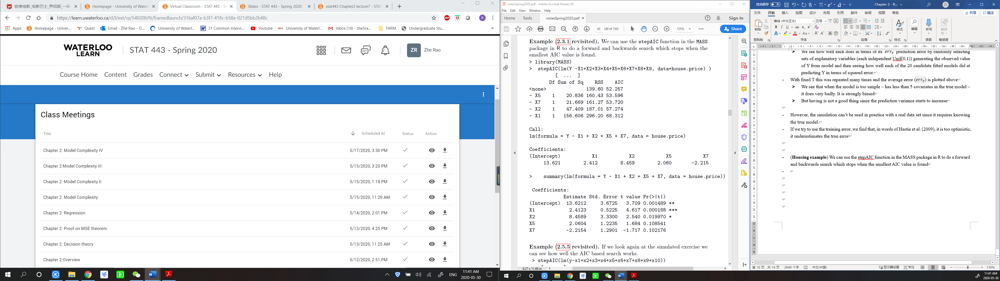 欧美电影_电影巴士_界绍部_一视
Homepage - University of Water
Virtual Classroom - STAT 443 - Sp
Slides - STAT 443 - Spring 2020
stat443 Chapter2 lecture7 - STAT
https://learn.uwaterloo.ca/d2l/ext/rp/540208/lti/framedlaunch/316af07a-b3f7-418c-b58e-021d5bb2b48c
Apps
Homepage - Univer...
Quest
Email - Zhe Rao - O...
University of Waterl...
31 Common Intervi...
Youtube
University of Waterl...
Inbox (18) - zhe5ra...
FARM
Undergraduate Stu...
WATERLOO
LEARN
STAT 443 - Spring 2020
ZR
Zhe Rao
Course Home
Content
Grades
Connect
Submit
Resources
Help
Class Meetings
Title Scheduled At Status Action
Chapter 2: Model Complexity IV 5/17/2020, 3:30 PM
Chapter 2:Model Complexity III 5/15/2020, 3:20 PM
Chapter 2: Model Complexity II 5/15/2020, 1:18 PM
Chapter 2: Model Complexity 5/15/2020, 11:29 AM
Chapter 2: Regression 5/14/2020, 2:01 PM
Chapter 2: Proof on MSE theorem 5/13/2020, 4:25 PM
Chapter 2: Decision theory 5/13/2020, 11:25 AM
Chapter 2:Overview 5/12/2020, 2:51 PM
ENG
11:41 AM
2020-05-30
notesSpring2020.pdf - Adobe Acrobat Reader DC
File Edit View Window Help
Home Tools notesSpring2020.pdf Sign In
43 (49 of 150) 125% Share
Example (2.3.1 revisited). We can use the stepAIC function in the MASS
package in R to do a forward and backwards search which stops when the
smallest AIC value is found.
> library(MASS)
> stepAIC(lm(Y ~X1+X2+X3+X4+X5+X6+X7+X8+X9, data=house.price) )
[ ... ]
Df Sum of Sq RSS AIC
<none> 139.60 52.257
- X5 1 20.836 160.43 53.596
- X7 1 21.669 161.27 53.720
- X2 1 47.409 187.01 57.274
- X1 1 156.606 296.20 68.312
Call:
lm(formula = Y ~ X1 + X2 + X5 + X7, data = house.price)
Coefficients:
(Intercept) X1 X2 X5 X7
13.621 2.412 8.459 2.060 -2.215
> summary(lm(formula = Y ~ X1 + X2 + X5 + X7, data = house.price))
Coefficients:
Estimate Std. Error t value Pr(>|t|)
(Intercept) 13.6212 3.6725 3.709 0.001489 **
X1 2.4123 0.5225 4.617 0.000188 ***
X2 8.4589 3.3300 2.540 0.019970 *
X5 2.0604 1.2235 1.684 0.108541
X7 -2.2154 1.2901 -1.717 0.102176
Example (2.5.5 revisited). If we look again at the simulated exercise we
can see how well the AIC based search works.
> stepAIC(lm(y~x1+x2+x3+x4+x5+x6+x7+x8+x9+x10))
8.27 x 11.69 in
自动保存 关
Chapter 2 - R...
文件 开始 插入 绘图 设计 布局 引用 邮件 审阅 视图 帮助
共享 批注
粘贴
等线 (中文正文) 五号
样式 编辑 听写
剪贴板 字体 段落 样式 语音 敏感度
We see how well each does in terms of its err_T prediction error by randomly selecting
sets of explanatory variables (each independent Unif(0,1)) generating the observed value
of Y from model and then seeing how well each of the 20 candidate fitted models did at
predicting Y in terms of squared error.
- With fixed T this was repeated many times and the average error (err_T) is plotted above
We see that when the model is too simple – has less than 5 covariates in the true model –
it does very badly. It is strongly biased
But having is not a good thing since the prediction variance starts to increase
- However, the simulation can't be used in practice with a real data set since it requires knowing
the true model.
- If we try to use the training error, we find that, in words of Hastie et al. (2009), it is too optimistic,
it underestimates the true error
- (Housing example) We can use the stepAIC function in the MASS package in R to do a forward
and backwards search which stops when the smallest AIC value is found
-
第 16 页，共 16 页 2949 个字 中文(中国) 显示器设置 专注 130%
11:41 AM
2020-05-30